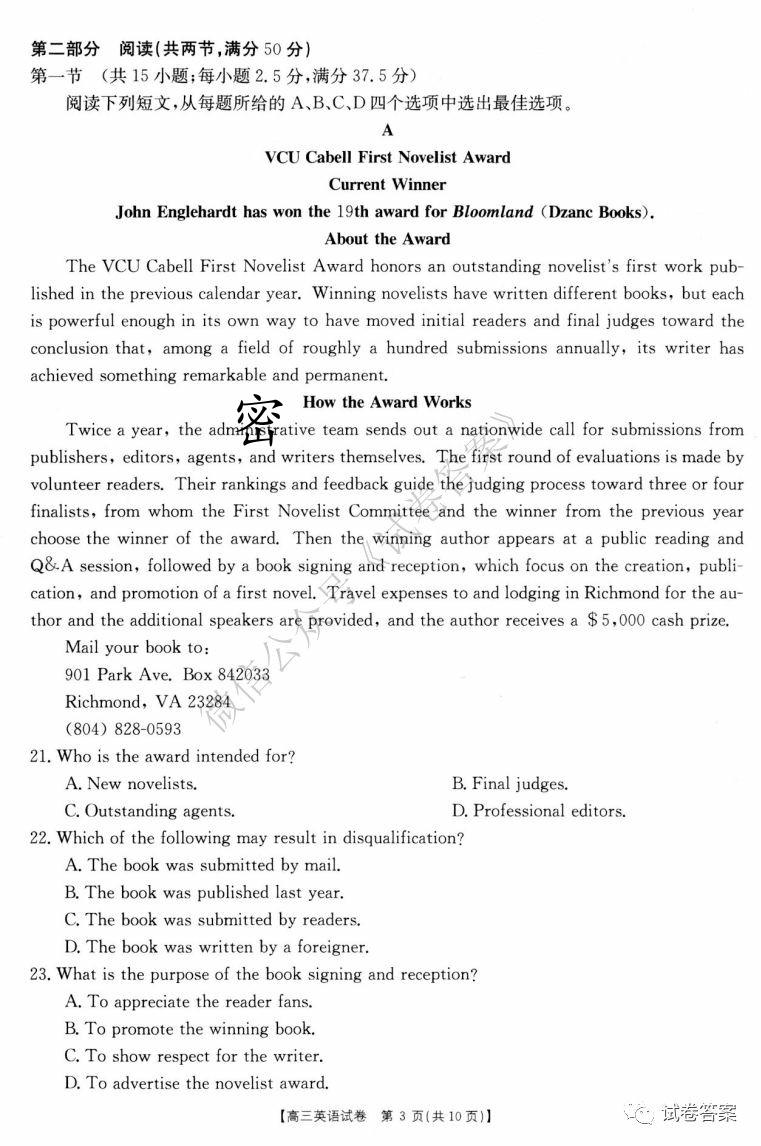 第二部分 阅读(共两节,满分 50 分)
第一节 (共 15 小题;每小题 2.5 分,满分 37.5 分)
阅读下列短文,从每题所给的 A、B、C、D 四个选项中选出最佳选项。
A
VCU Cabell First Novelist Award
Current Winner
John Englehardt has won the 19th award for Bloomland (Dzanc Books).
About the Award
The VCU Cabell First Novelist Award honors an outstanding novelist's first work pub-
lished in the previous calendar year. Winning novelists have written different books, but each
is powerful enough in its own way to have moved initial readers and final judges toward the
conclusion that, among a field of roughly a hundred submissions annually, its writer has
achieved something remarkable and permanent.
密
How the Award Works
Twice a year, the administrative team sends out a nationwide call for submissions from
publishers, editors, agents, and writers themselves. The first round of evaluations is made by
volunteer readers. Their rankings and feedback guide the judging process toward three or four
finalists, from whom the First Novelist Committee and the winner from the previous year
choose the winner of the award. Then the winning author appears at a public reading and
Q&A session, followed by a book signing and reception, which focus on the creation, publi-
cation, and promotion of a first novel. Travel expenses to and lodging in Richmond for the au-
thor and the additional speakers are provided, and the author receives a $5,000 cash prize.
Mail your book to:
901 Park Ave. Box 842033
Richmond, VA 23284
(804) 828-0593
微信公众号《试卷答案》
21. Who is the award intended for?
A. New novelists. B. Final judges.
C. Outstanding agents. D. Professional editors.
22. Which of the following may result in disqualification?
A. The book was submitted by mail.
B. The book was published last year.
C. The book was submitted by readers.
D. The book was written by a foreigner.
23. What is the purpose of the book signing and reception?
A. To appreciate the reader fans.
B. To promote the winning book.
C. To show respect for the writer.
D. To advertise the novelist award.
【高三英语试卷 第 3 页(共 10 页)】
试卷答案